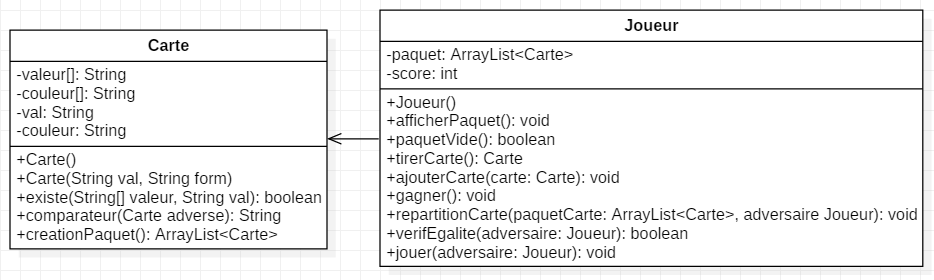 Carte
-valeur[]: String
-couleur[]: String
-val: String
-couleur: String
+Carte()
+Carte(String val, String form)
+existe(String[] valeur, String val): boolean
+comparateur(Carte adverse): String
+creationPaquet(): ArrayList<Carte>
Joueur
-paquet: ArrayList<Carte>
-score: int
+Joueur()
+afficherPaquet(): void
+paquetVide(): boolean
+tirerCarte(): Carte
+ajouterCarte(carte: Carte): void
+gagner(): void
+repartitionCarte(paquetCarte: ArrayList<Carte>, adversaire Joueur): void
+verifEgalite(adversaire: Joueur): boolean
+jouer(adversaire: Joueur): void